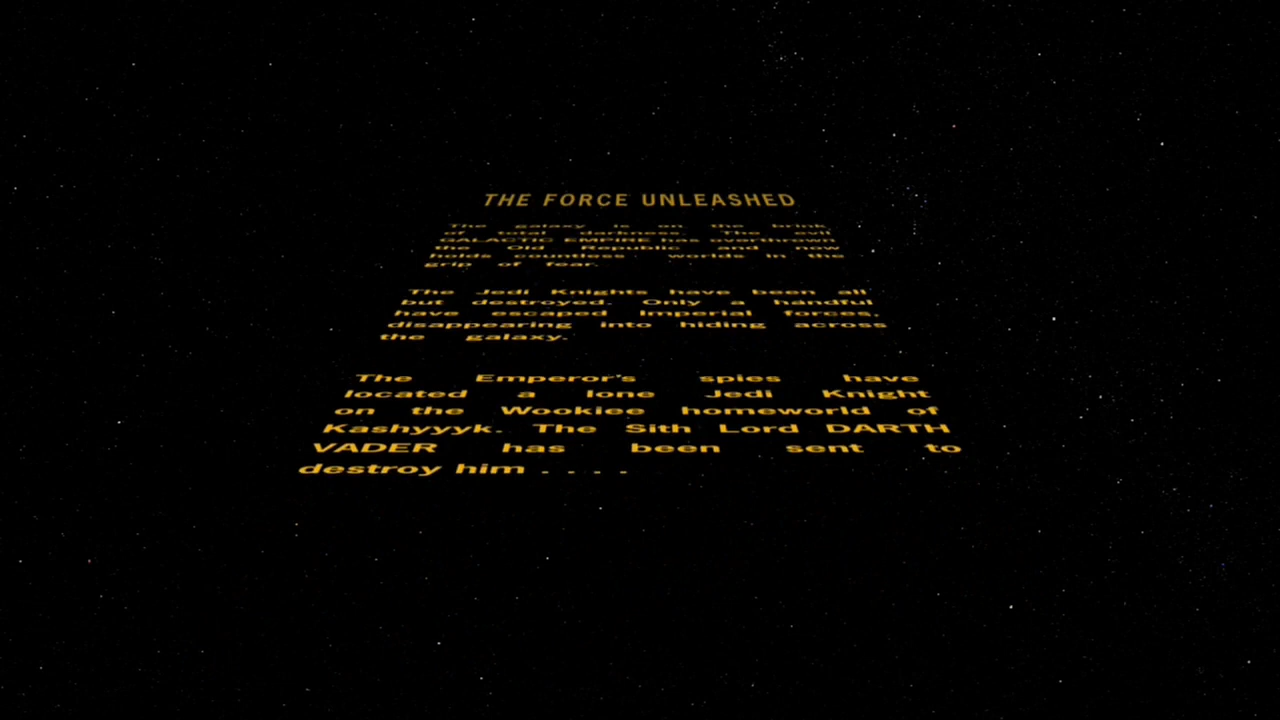 THE FORCE UNLEASHED
The galaxy is on the brink
of total darkness. The evil
GALACTIC EMPIRE has overthrown
the Old Republic and now
holds countless worlds in the
grip of fear.
The Jedi Knights have been all
but destroyed. Only a handful
have escaped Imperial forces,
disappearing into hiding across
the galaxy.
The Emperor's spies have
located a lone Jedi Knight
on the Wookiee homeworld of
Kashyyyk. The Sith Lord DARTH
VADER has been sent to
destroy him . . . .